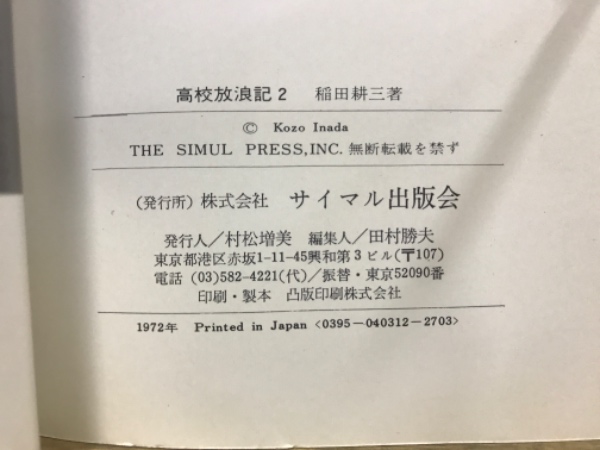 高校放浪記2 稲田耕三著
© Kozo Inada
THE SIMUL PRESS, INC. 無断転載を禁ず
(発行所) 株式会社 サイマル出版会
発行人/村松増美 編集人/田村勝夫
東京都港区赤坂1-11-45興和第3ビル(〒107)
電話 (03)582-4221(代)/振替・東京52090番
印刷・製本 凸版印刷株式会社
1972年 Printed in Japan <0395-040312-2703>